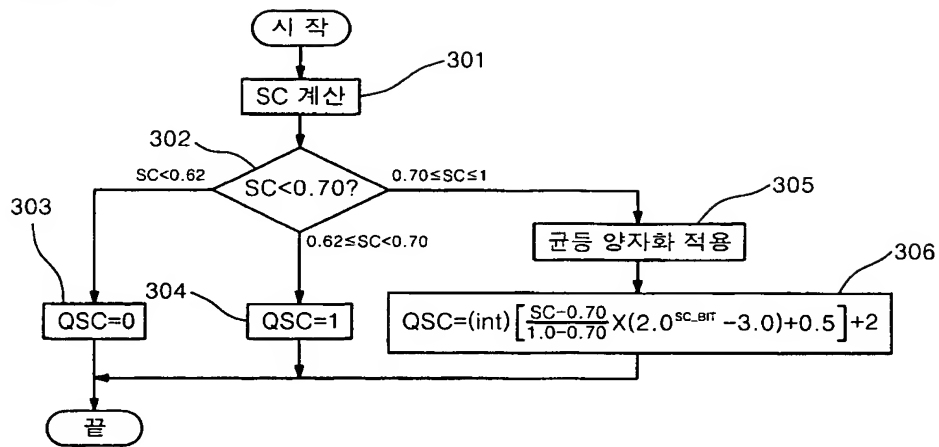 시 작
301
SC 계산
302
SC<0.62
SC<0.70?
0.70≤SC≤1
305
303
0.62≤SC<0.70
균등 양자화 적용
306
304
QSC=0
QSC=1
QSC=(int)[SC-0.70/1.0-0.70 X(2.0^SC_BIT -3.0)+0.5]+2
끝